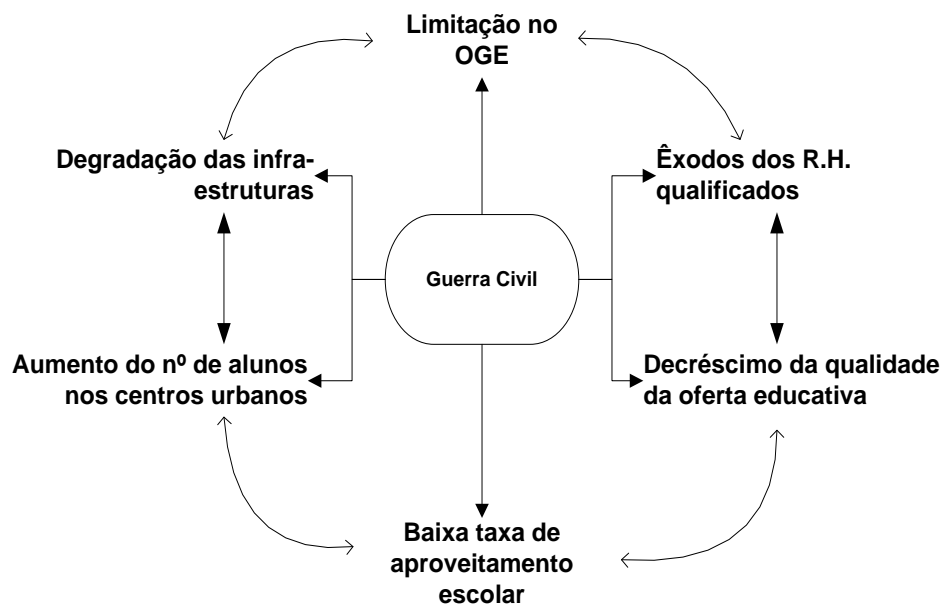 Limitação no
OGE
Degradação das infra-
estruturas
Êxodos dos R.H.
qualificados
Guerra Civil
Aumento do nº de alunos
nos centros urbanos
Decréscimo da qualidade
da oferta educativa
Baixa taxa de
aproveitamento
escolar